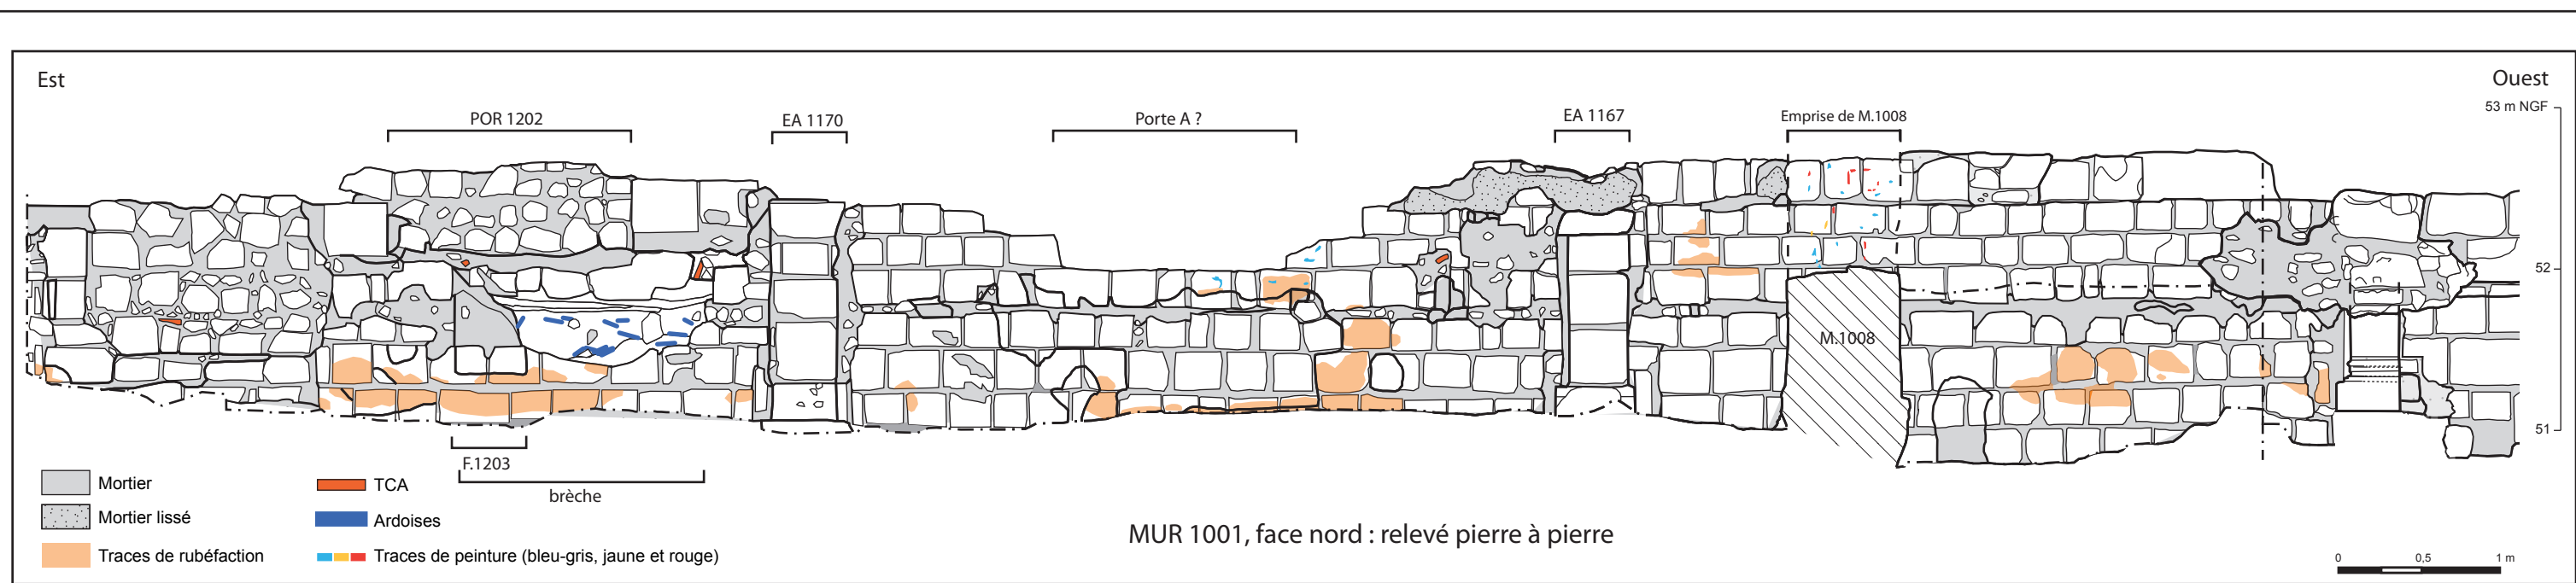 Est
Ouest
53 m NGF
POR 1202
EA 1170
Porte A ?
EA 1167
Emprise de M.1008
52
M.1008
51
F.1203
brèche
Mortier
TCA
Mortier lissé
Ardoises
Traces de rubéfaction
Traces de peinture (bleu-gris, jaune et rouge)
MUR 1001, face nord : relevé pierre à pierre
0 0,5 1 m